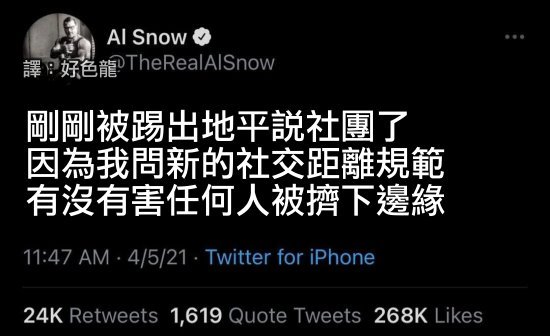 Al Snow
@TheRealAlSnow
譯：好色龍
剛剛被踢出地平説社團了
因為我問新的社交距離規範
有沒有害任何人被擠下邊緣
11:47 AM · 4/5/21 · Twitter for iPhone
24K Retweets 1,619 Quote Tweets 268K Likes